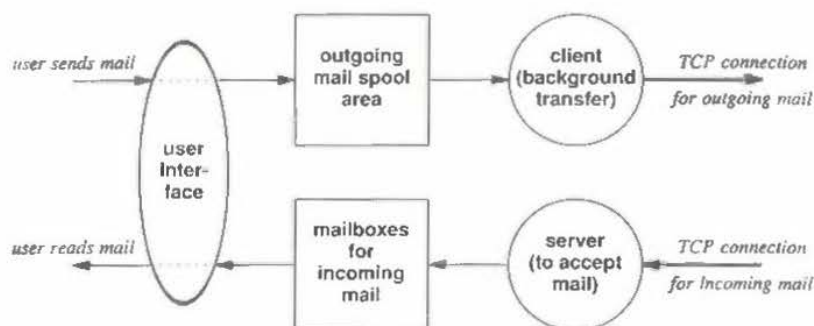 user sends mail
outgoing
mail spool
area
client
(background
transfer)
TCP connection
for outgoing mail
user
inter-
face
user reads mail
mailboxes
for
incoming
mail
server
(to accept
mail)
TCP connection
for incoming mail